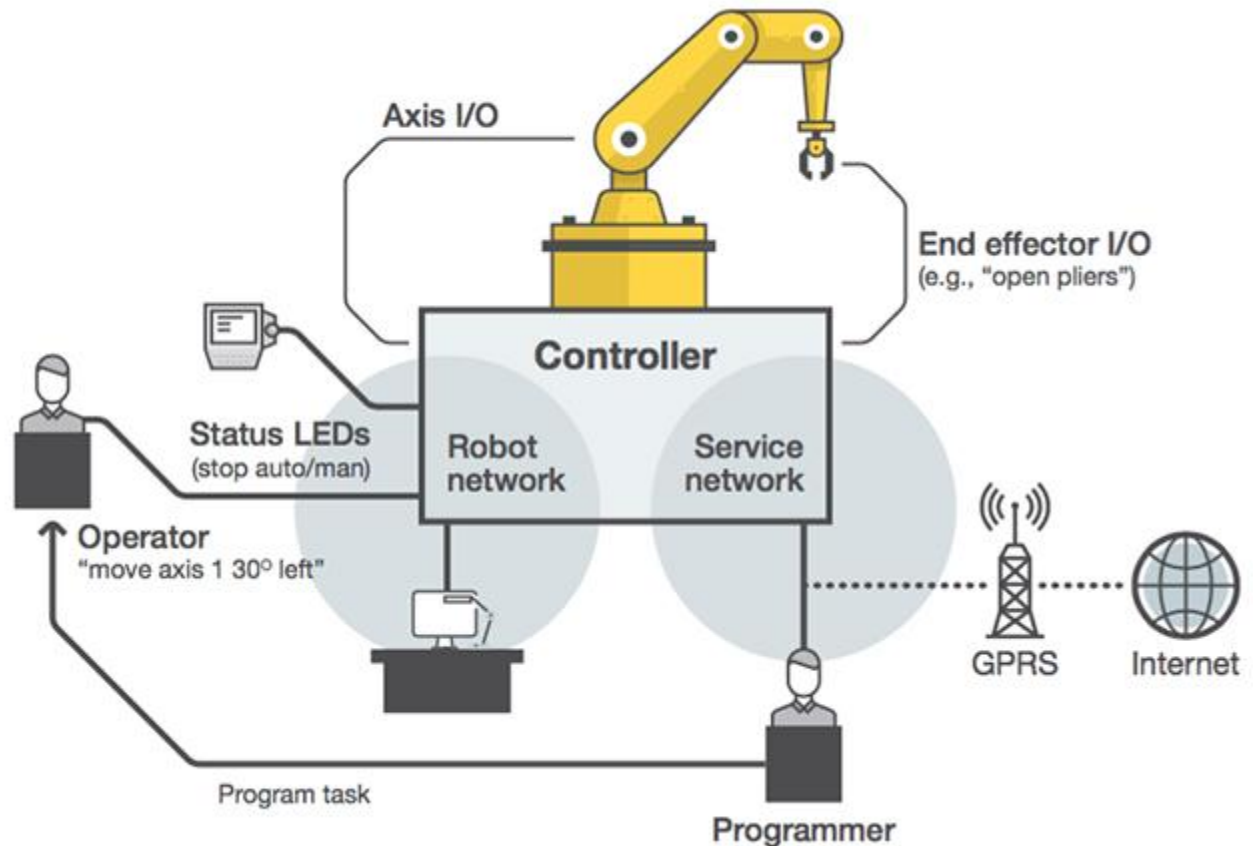 Axis I/O
End effector I/O
(e.g., “open pliers”)
Controller
Status LEDs
(stop auto/man)
Robot
network
Service
network
Operator
“move axis 1 30º left”
GPRS
Internet
Program task
Programmer